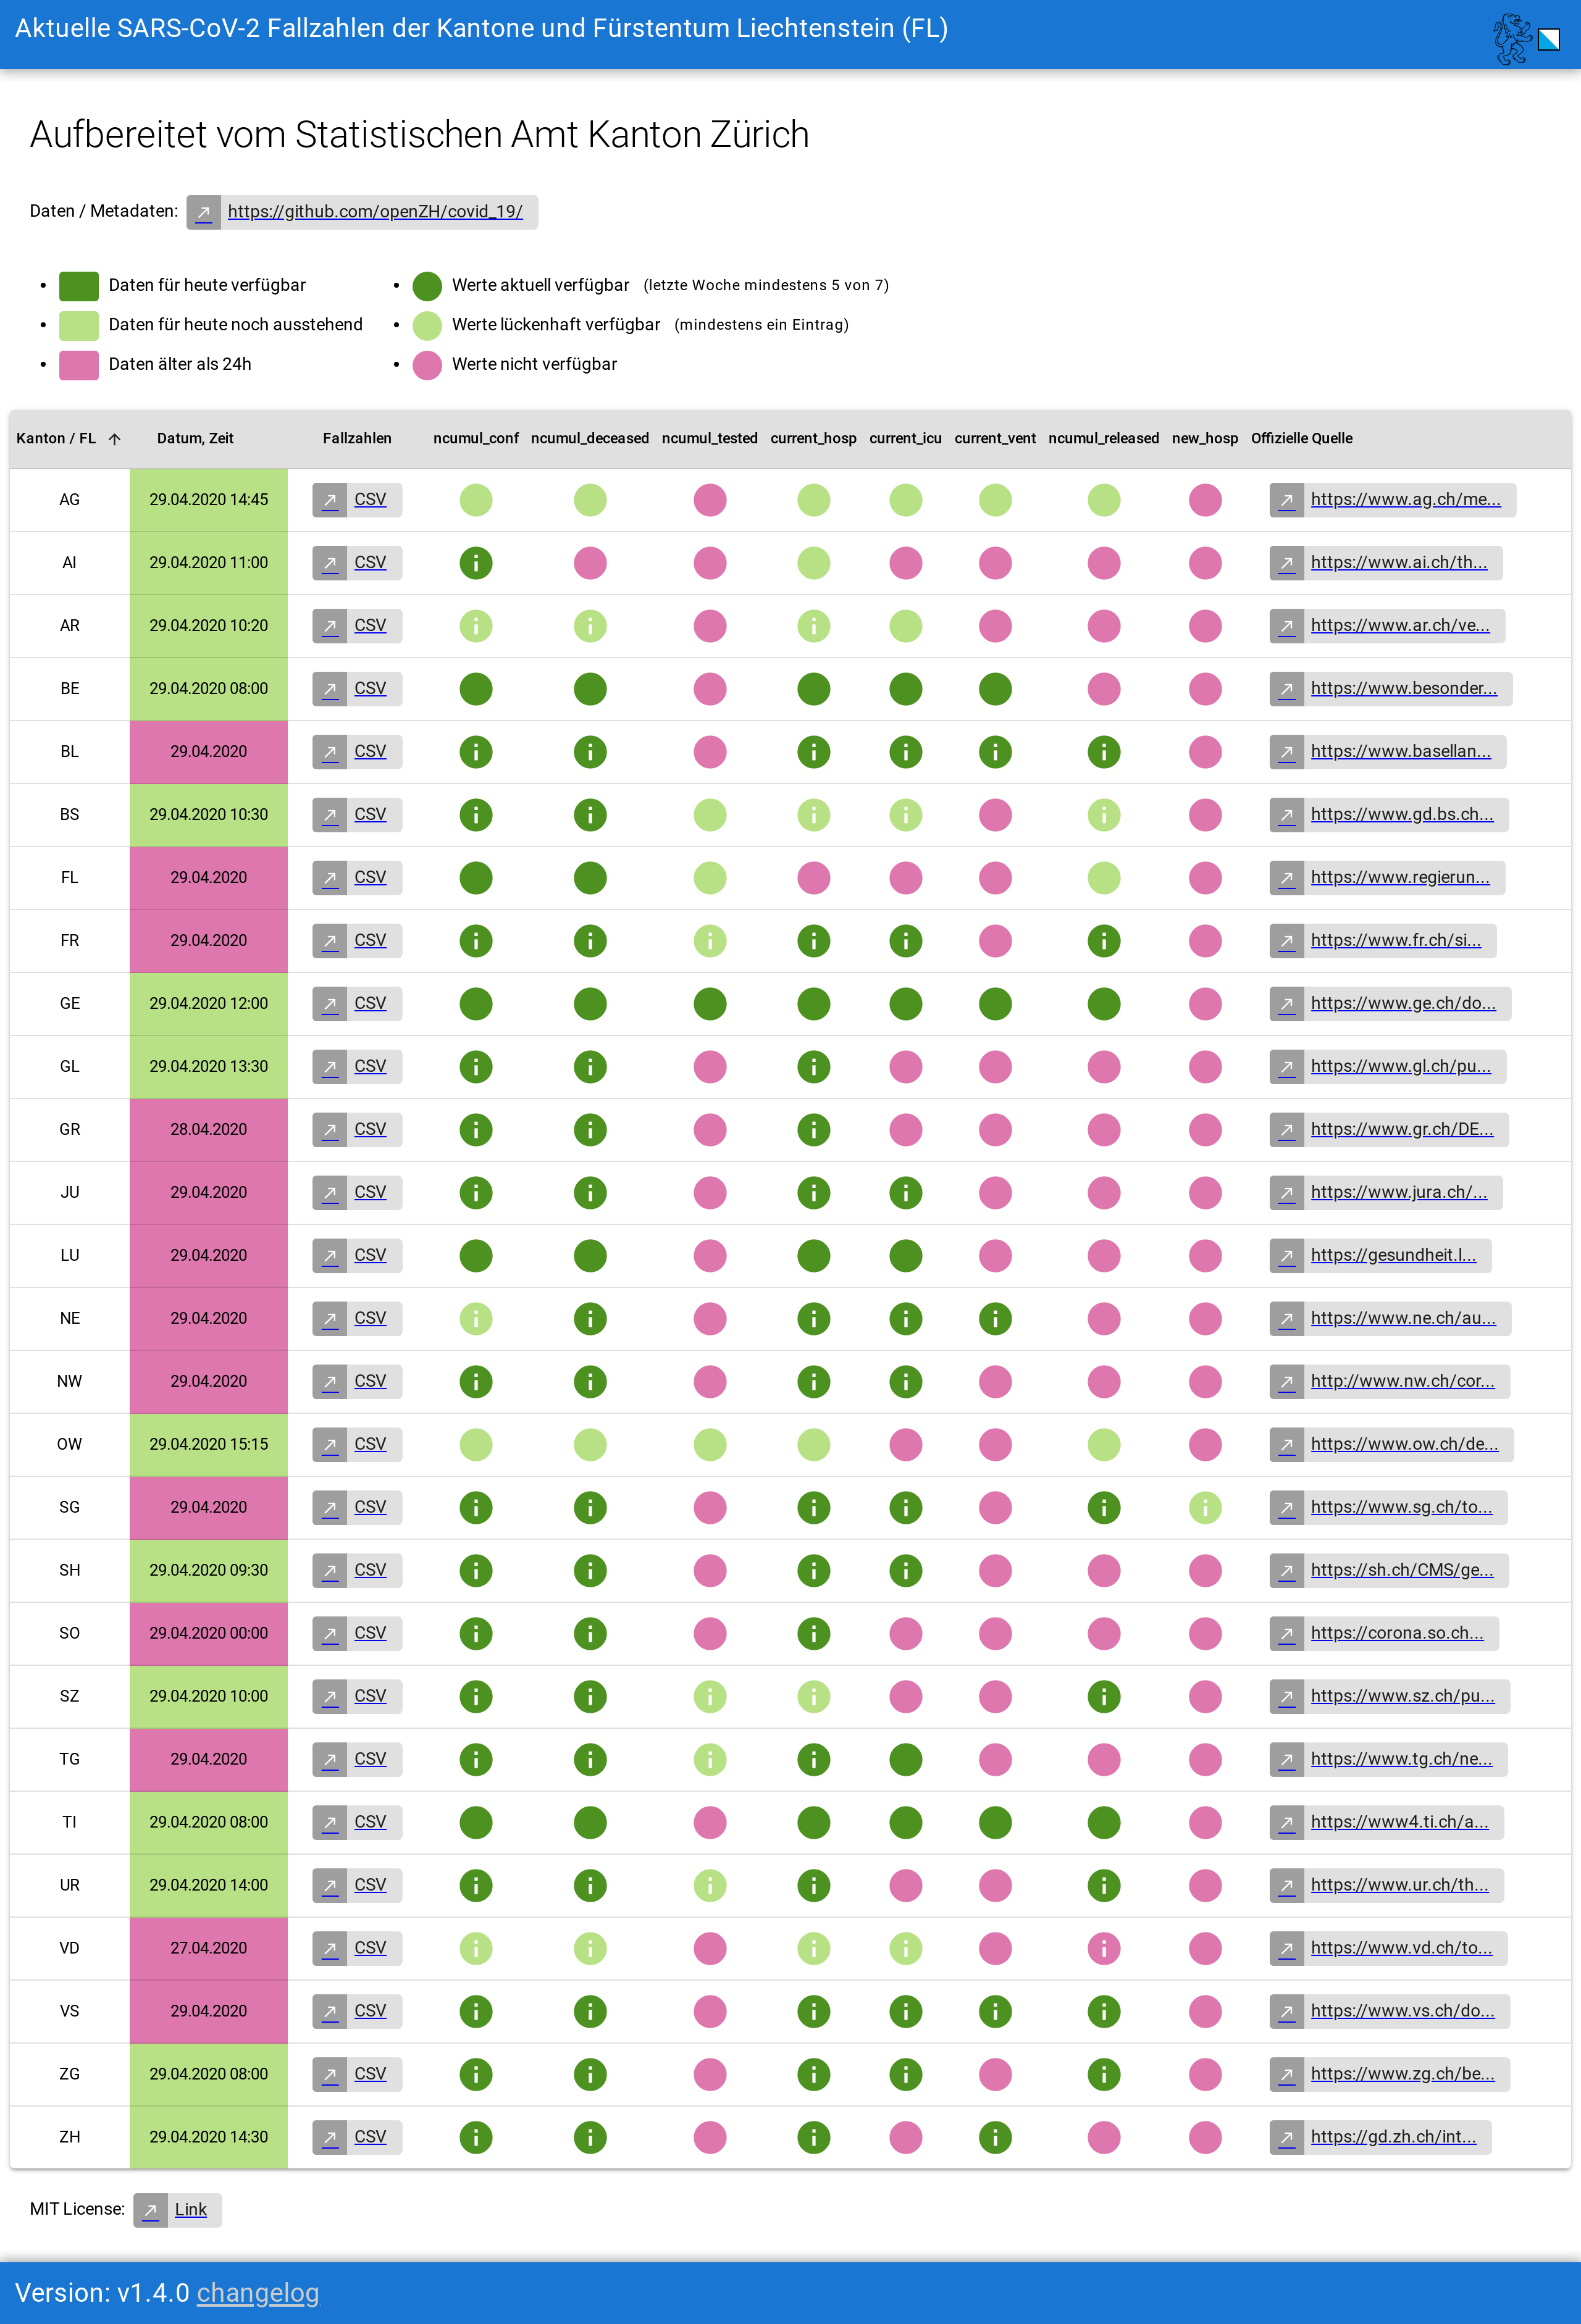 Aktuelle SARS-CoV-2 Fallzahlen der Kantone und Fürstentum Liechtenstein (FL)
Aufbereitet vom Statistischen Amt Kanton Zürich
Daten / Metadaten: https://github.com/openZH/covid_19/
Daten für heute verfügbar
Daten für heute noch ausstehend
Daten älter als 24h
Werte aktuell verfügbar (letzte Woche mindestens 5 von 7)
Werte lückenhaft verfügbar (mindestens ein Eintrag)
Werte nicht verfügbar
Kanton / FL Datum, Zeit Fallzahlen ncumul_conf ncumul_deceased ncumul_tested current_hosp current_icu current_vent ncumul_released new_hosp Offizielle Quelle
AG 29.04.2020 14:45 CSV https://www.ag.ch/me...
AI 29.04.2020 11:00 CSV https://www.ai.ch/th...
AR 29.04.2020 10:20 CSV https://www.ar.ch/ve...
BE 29.04.2020 08:00 CSV https://www.besonder...
BL 29.04.2020 CSV https://www.basellan...
BS 29.04.2020 10:30 CSV https://www.gd.bs.ch...
FL 29.04.2020 CSV https://www.regierun...
FR 29.04.2020 CSV https://www.fr.ch/si...
GE 29.04.2020 12:00 CSV https://www.ge.ch/do...
GL 29.04.2020 13:30 CSV https://www.gl.ch/pu...
GR 28.04.2020 CSV https://www.gr.ch/DE...
JU 29.04.2020 CSV https://www.jura.ch/...
LU 29.04.2020 CSV https://gesundheit.l...
NE 29.04.2020 CSV https://www.ne.ch/au...
NW 29.04.2020 CSV http://www.nw.ch/cor...
OW 29.04.2020 15:15 CSV https://www.ow.ch/de...
SG 29.04.2020 CSV https://www.sg.ch/to...
SH 29.04.2020 09:30 CSV https://sh.ch/CMS/ge...
SO 29.04.2020 00:00 CSV https://corona.so.ch...
SZ 29.04.2020 10:00 CSV https://www.sz.ch/pu...
TG 29.04.2020 CSV https://www.tg.ch/ne...
TI 29.04.2020 08:00 CSV https://www4.ti.ch/a...
UR 29.04.2020 14:00 CSV https://www.ur.ch/th...
VD 27.04.2020 CSV https://www.vd.ch/to...
VS 29.04.2020 CSV https://www.vs.ch/do...
ZG 29.04.2020 08:00 CSV https://www.zg.ch/be...
ZH 29.04.2020 14:30 CSV https://gd.zh.ch/int...
MIT License: Link
Version: v1.4.0 changelog